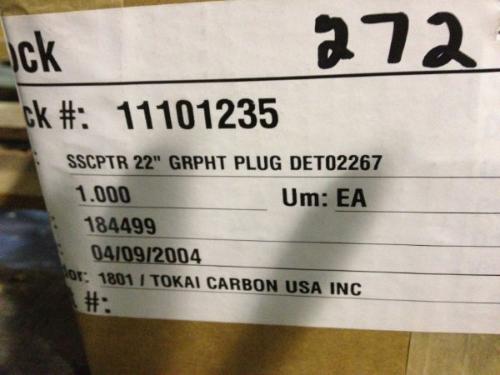 ock 272
ck #: 11101235
: SSCPTR 22" GRPHT PLUG DET02267
1.000 Um: EA
: 184499
: 04/09/2004
dor: 1801 / TOKAI CARBON USA INC
. #: